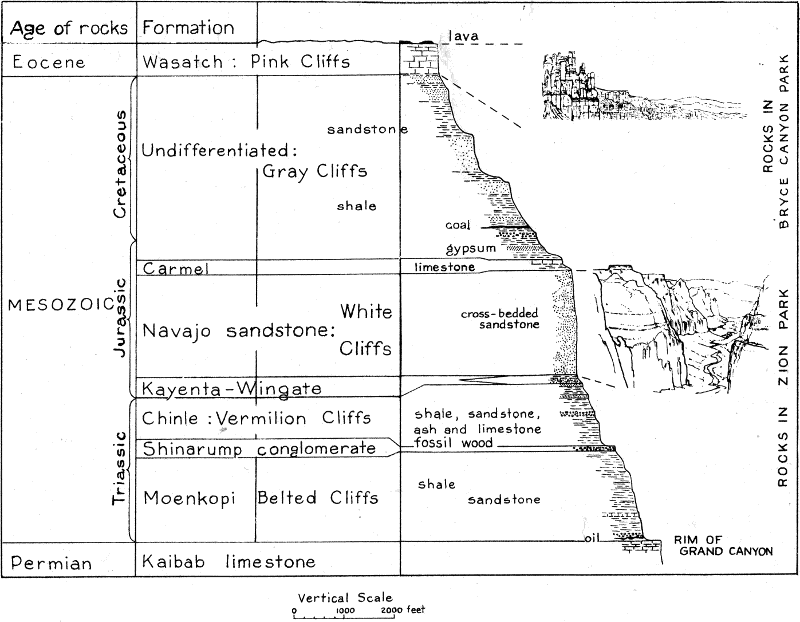 Age of rocks
Formation
lava
Eocene
Wasatch : Pink Cliffs
MESOZOIC
Cretaceous
Undifferentiated:
Gray Cliffs
sandstone
shale
coal
gypsum
Jurassic
Carmel
limestone
Navajo sandstone:
White
Cliffs
cross-bedded
sandstone
Kayenta-Wingate
Triassic
Chinle : Vermilion Cliffs
shale, sandstone,
ash and limestone
fossil wood
Shinarump conglomerate
Moenkopi Belted Cliffs
shale
sandstone
oil
Permian
Kaibab limestone
RIM OF
GRAND CANYON
ROCKS IN
BRYCE CANYON PARK
ROCKS IN ZION PARK
Vertical Scale
0 1000 2000 feet